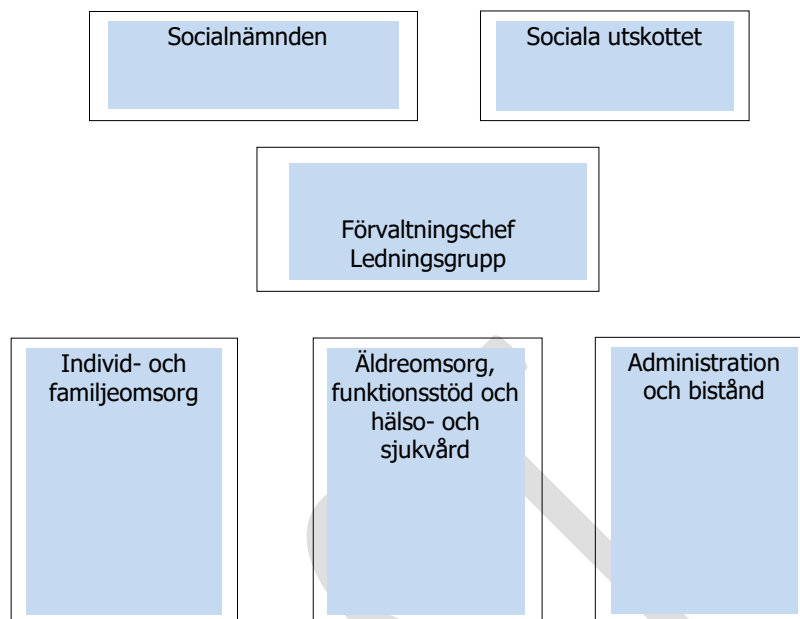 Socialnämnden
Sociala utskottet
Förvaltningschef
Ledningsgrupp
Individ- och
familjeomsorg
Äldreomsorg,
funktionsstöd och
hälso- och
sjukvård
Administration
och bistånd